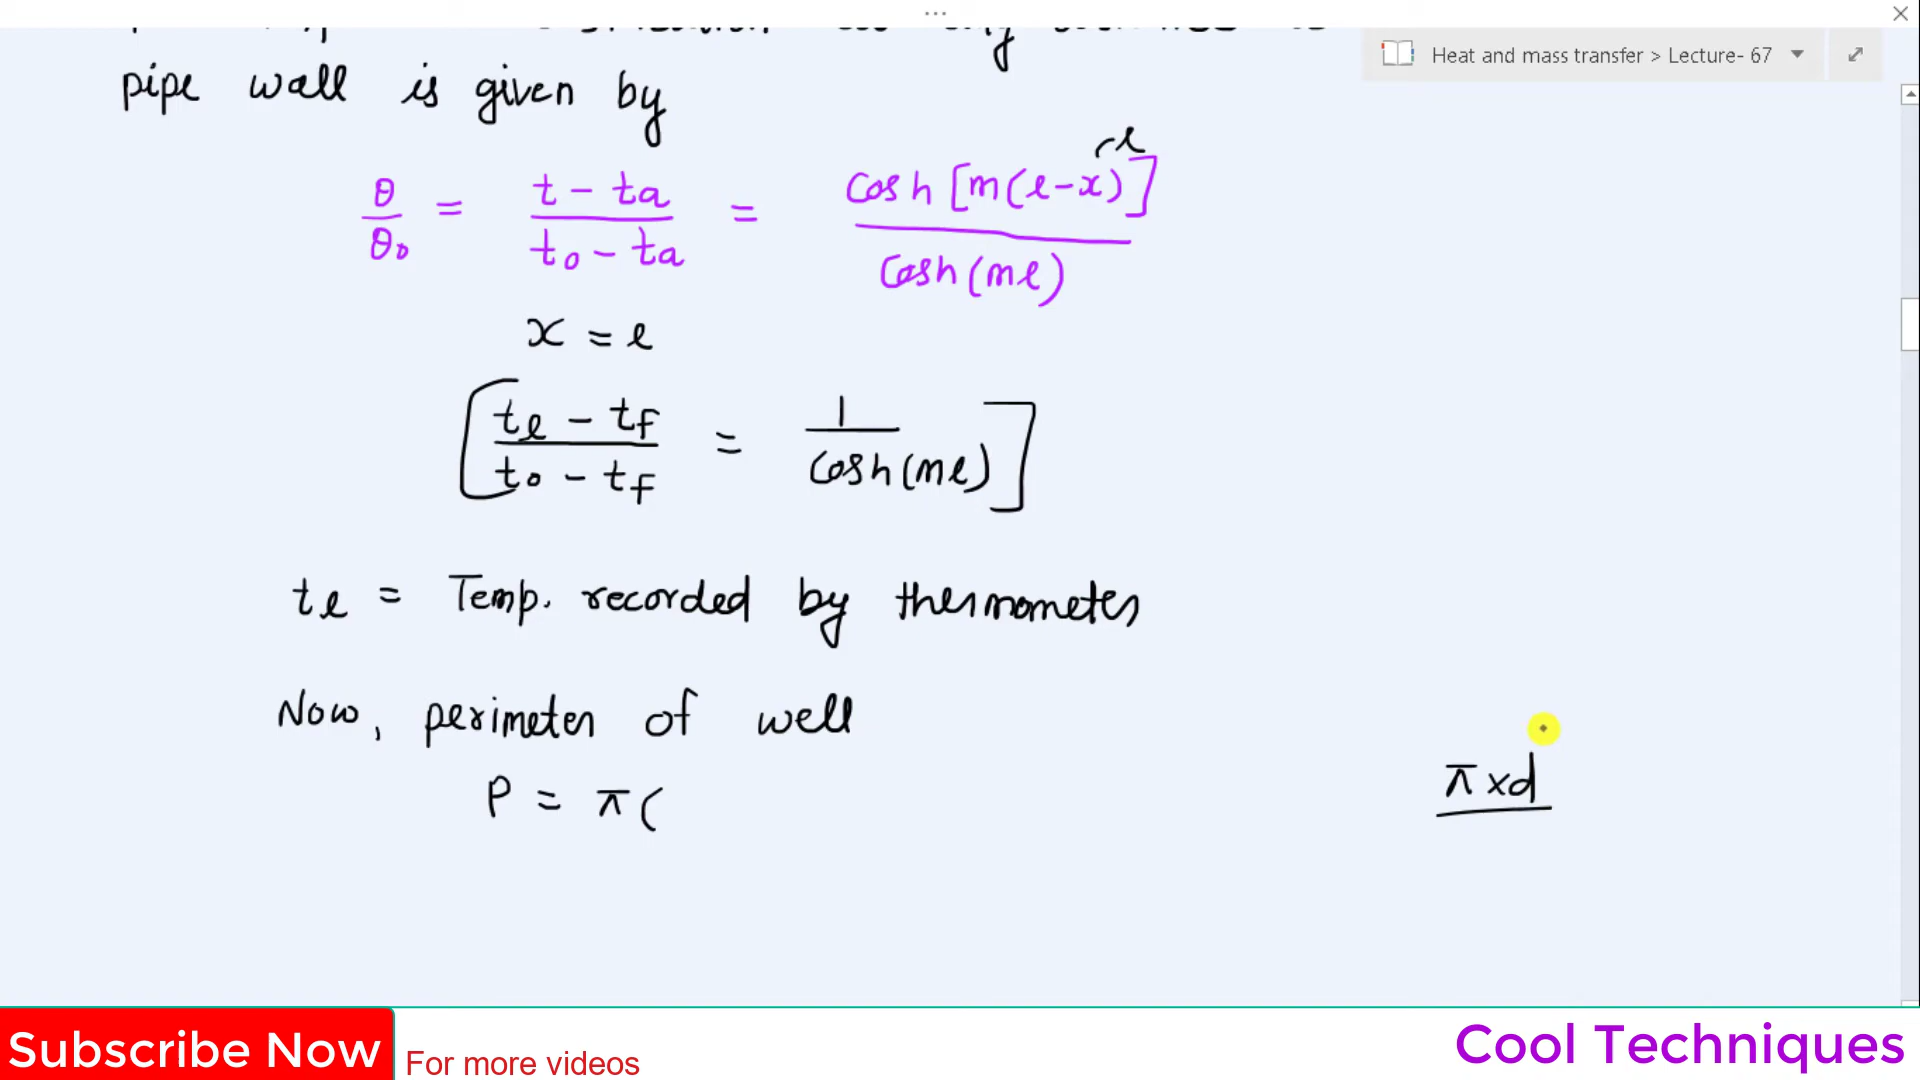 Heat and mass transfer > Lecture- 67
pipe wall is given by
θ/θ₀ = (t - ta)/(t₀ - ta) = Cosh[m(l-x)]/Cosh(ml)
l
x = l
[(tl - tf)/(t₀ - tf) = 1/Cosh(ml)]
tl = Temp. recorded by thermometer
Now, perimeter of well
P = π(
π×d
Subscribe Now
For more videos
Cool Techniques